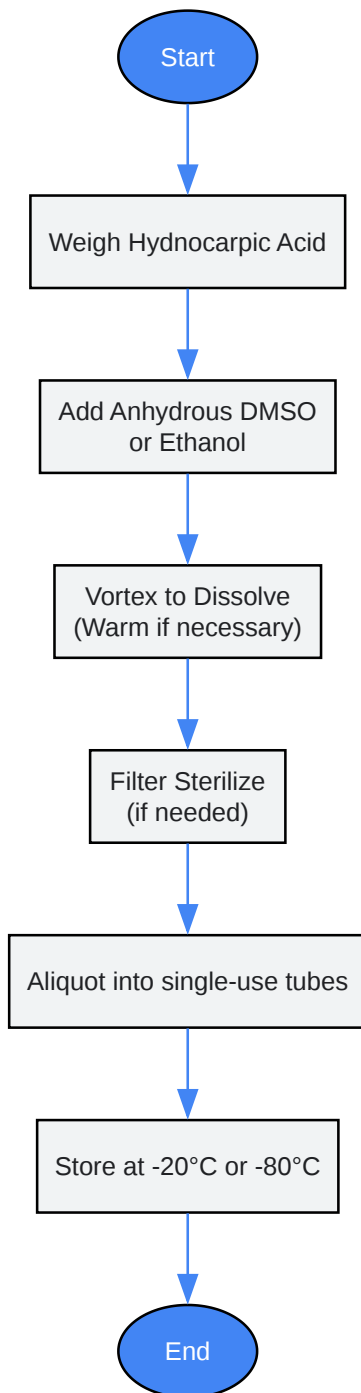 Start
Weigh Hydnocarpic Acid
Add Anhydrous DMSO
or Ethanol
Vortex to Dissolve
(Warm if necessary)
Filter Sterilize
(if needed)
Aliquot into single-use tubes
Store at -20°C or -80°C
End